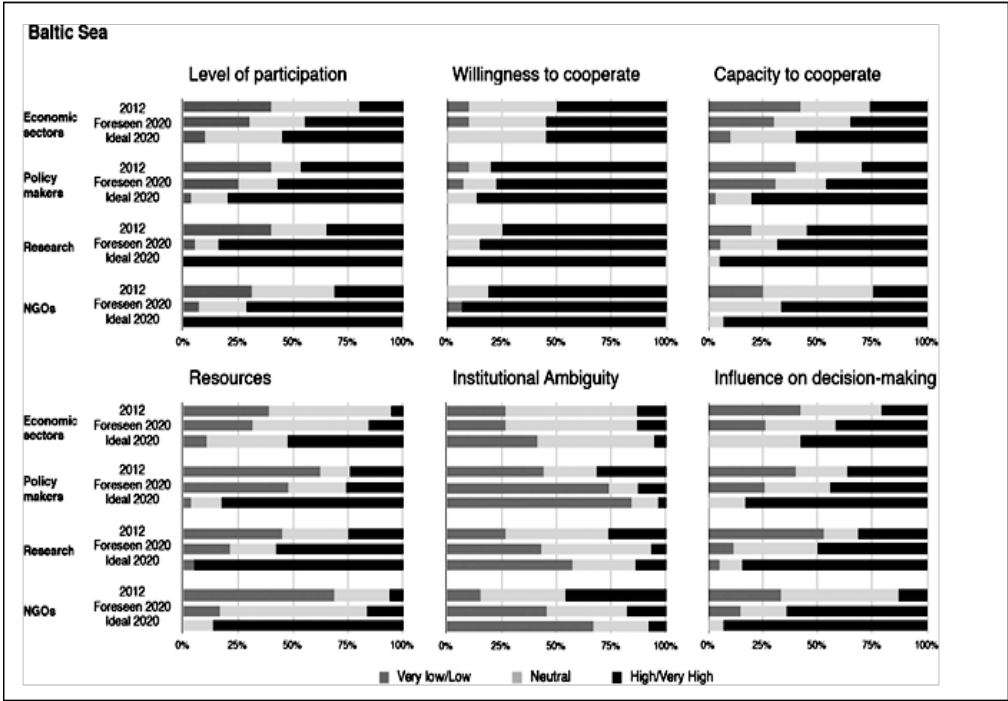 Baltic Sea
Level of participation Willingness to cooperate Capacity to cooperate
Economic sectors
2012
Foreseen 2020
Ideal 2020
Policy makers
2012
Foreseen 2020
Ideal 2020
Research
2012
Foreseen 2020
Ideal 2020
NGOs
2012
Foreseen 2020
Ideal 2020
0% 25% 50% 75% 100% 0% 25% 50% 75% 100% 0% 25% 50% 75% 100%
Resources Institutional Ambiguity Influence on decision-making
Economic sectors
2012
Foreseen 2020
Ideal 2020
Policy makers
2012
Foreseen 2020
Ideal 2020
Research
2012
Foreseen 2020
Ideal 2020
NGOs
2012
Foreseen 2020
Ideal 2020
0% 25% 50% 75% 100% 0% 25% 50% 75% 100% 0% 25% 50% 75% 100%
Very low/Low Neutral High/Very High